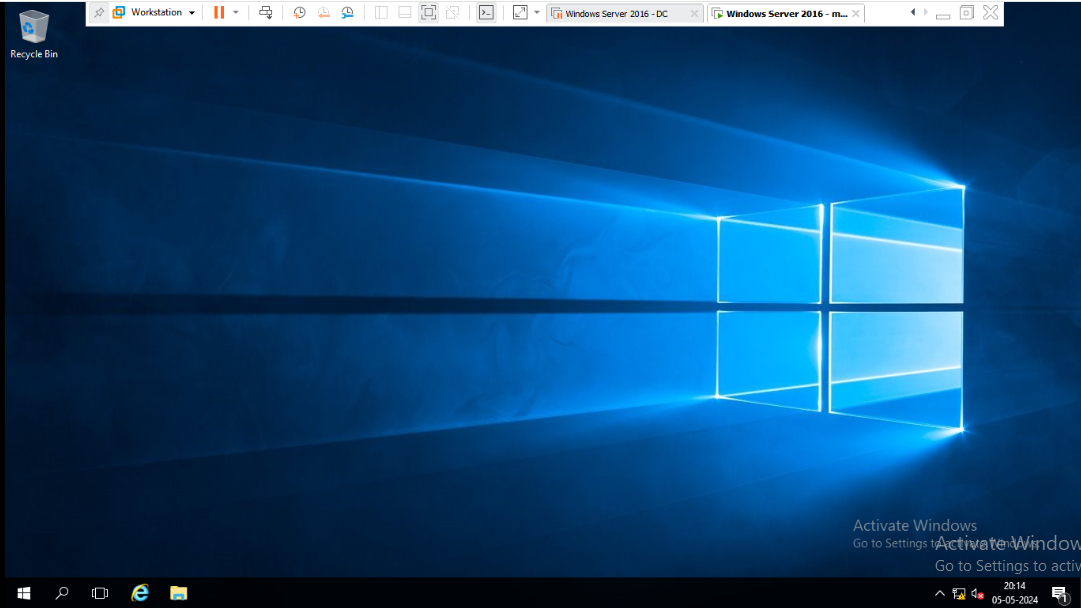 Workstation
Windows Server 2016 - DC
Windows Server 2016 - m...
Recycle Bin
Activate Windows
Go to Settings to activate Windows.
Activate Window
Go to Settings to activ
20:14
05-05-2024
1